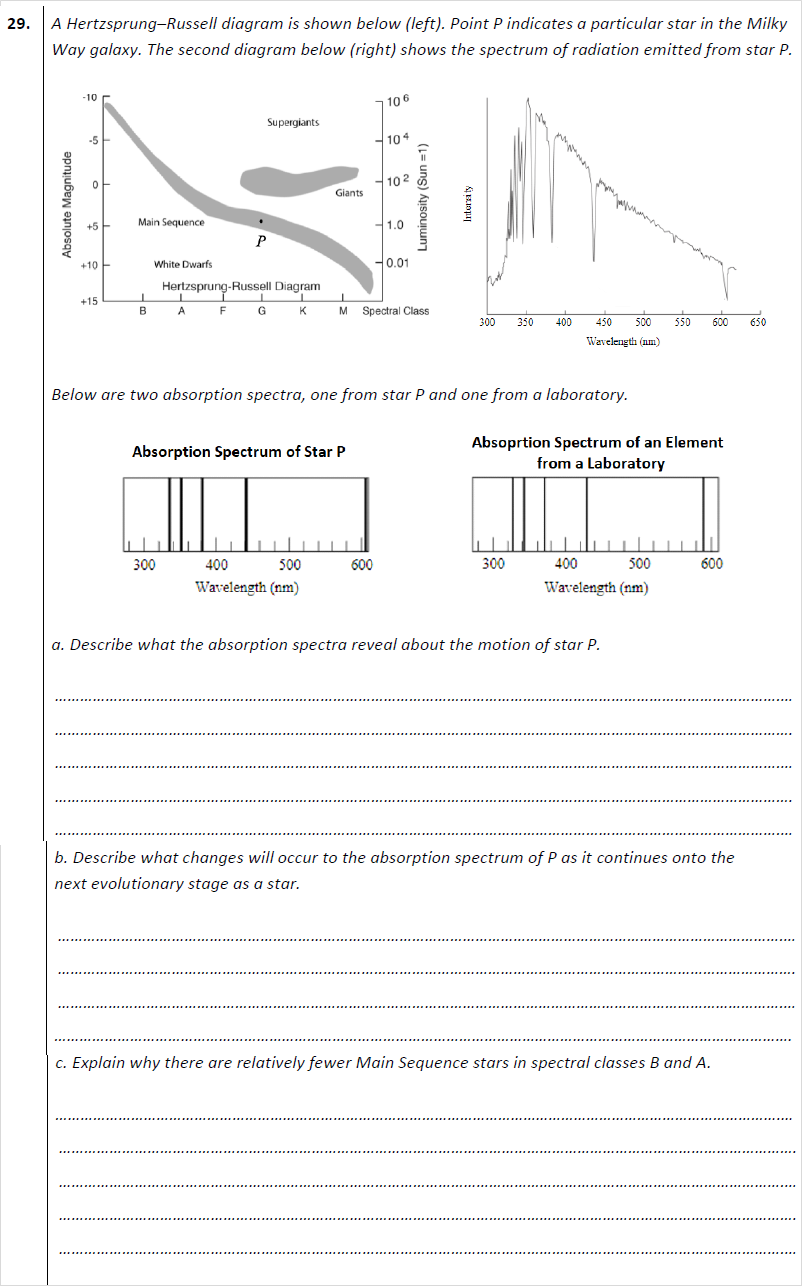 29.
A Hertzsprung–Russell diagram is shown below (left). Point P indicates a particular star in the Milky
Way galaxy. The second diagram below (right) shows the spectrum of radiation emitted from star P.
Absolute Magnitude
-10
-5
0
+5
+10
+15
Supergiants
Giants
Main Sequence
P
White Dwarfs
Hertzsprung-Russell Diagram
B A F G K M Spectral Class
10 6
10 4
10 2
1.0
0.01
Luminosity (Sun =1)
Intensity
300 350 400 450 500 550 600 650
Wavelength (nm)
Below are two absorption spectra, one from star P and one from a laboratory.
Absorption Spectrum of Star P
300 400 500 600
Wavelength (nm)
Absoprtion Spectrum of an Element
from a Laboratory
300 400 500 600
Wavelength (nm)
a. Describe what the absorption spectra reveal about the motion of star P.
b. Describe what changes will occur to the absorption spectrum of P as it continues onto the
next evolutionary stage as a star.
c. Explain why there are relatively fewer Main Sequence stars in spectral classes B and A.